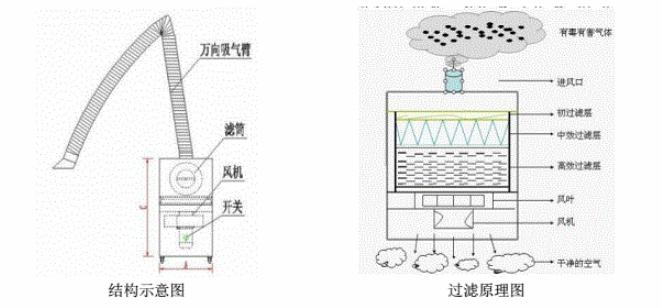 万向吸气臂
滤筒
风机
开关
C
A
结构示意图
有毒有害气体
进风口
初过滤层
中效过滤层
高效过滤层
风叶
风机
干净的空气
过滤原理图